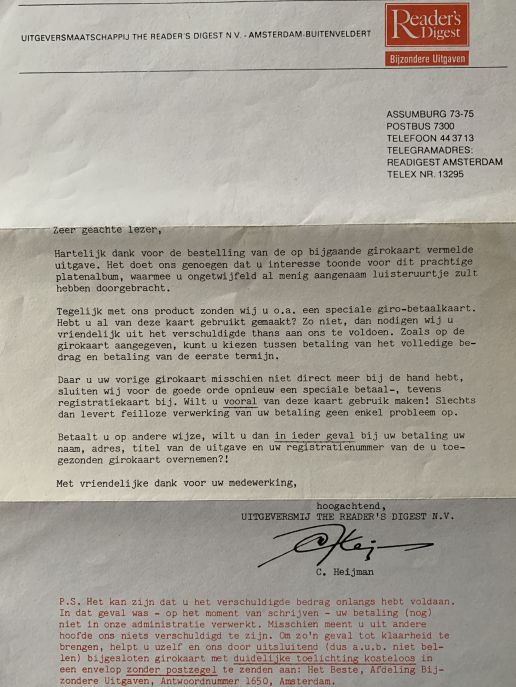 UITGEVERSMAATSCHAPPIJ THE READER'S DIGEST N.V. - AMSTERDAM-BUITENVELDERT
Reader's
Digest
Bijzondere Uitgaven
ASSUMBURG 73-75
POSTBUS 7300
TELEFOON 44 37 13
TELEGRAMADRES:
READIGEST AMSTERDAM
TELEX NR. 13295
Zeer geachte lezer,
Hartelijk dank voor de bestelling van de op bijgaande girokaart vermelde
uitgave. Het doet ons genoegen dat u interesse toonde voor dit prachtige
platenalbum, waarmee u ongetwijfeld al menig aangenaam luisteruurtje zult
hebben doorgebracht.
Tegelijk met ons product zonden wij u o.a. een speciale giro-betaalkaart.
Hebt u al van deze kaart gebruikt gemaakt? Zo niet, dan nodigen wij u
vriendelijk uit het verschuldigde thans aan ons te voldoen. Zoals op de
girokaart aangegeven, kunt u kiezen tussen betaling van het volledige be-
drag en betaling van de eerste termijn.
Daar u uw vorige girokaart misschien niet direct meer bij de hand hebt,
sluiten wij voor de goede orde opnieuw een speciale betaal-, tevens
registratiekaart bij. Wilt u vooral van deze kaart gebruik maken! Slechts
dan levert feilloze verwerking van uw betaling geen enkel probleem op.
Betaalt u op andere wijze, wilt u dan in ieder geval bij uw betaling uw
naam, adres, titel van de uitgave en uw registratienummer van de u toe-
gezonden girokaart overnemen?!
Met vriendelijke dank voor uw medewerking,
hoogachtend,
UITGEVERSMIJ THE READER'S DIGEST N.V.
C. Heijman
P.S. Het kan zijn dat u het verschuldigde bedrag onlangs hebt voldaan.
In dat geval was - op het moment van schrijven - uw betaling (nog)
niet in onze administratie verwerkt. Misschien meent u uit andere
hoofde ons niets verschuldigd te zijn. Om zo'n geval tot klaarheid te
brengen, helpt u uzelf en ons door uitsluitend (dus a.u.b. niet bel-
len) bijgesloten girokaart met duidelijke toelichting kosteloos in
een envelop zonder postzegel te zenden aan: Het Beste, Afdeling Bij-
zondere Uitgaven, Antwoordnummer 1650, Amsterdam.